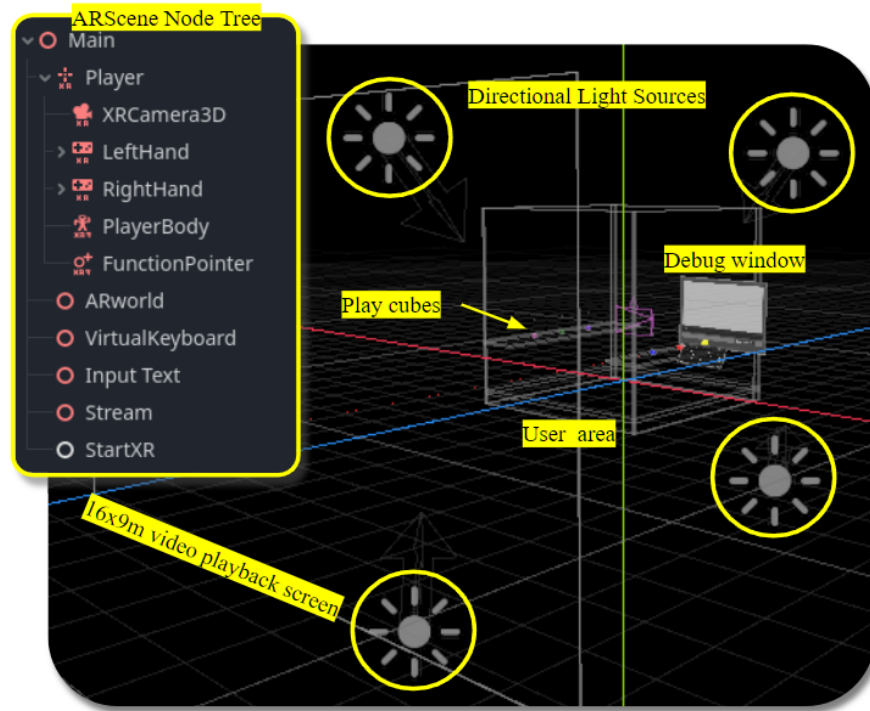 ARScene Node Tree
Main
Player
XRCamera3D
LeftHand
RightHand
PlayerBody
FunctionPointer
ARworld
VirtualKeyboard
Input Text
Stream
StartXR
Directional Light Sources
Debug window
Play cubes
User area
16x9m video playback screen